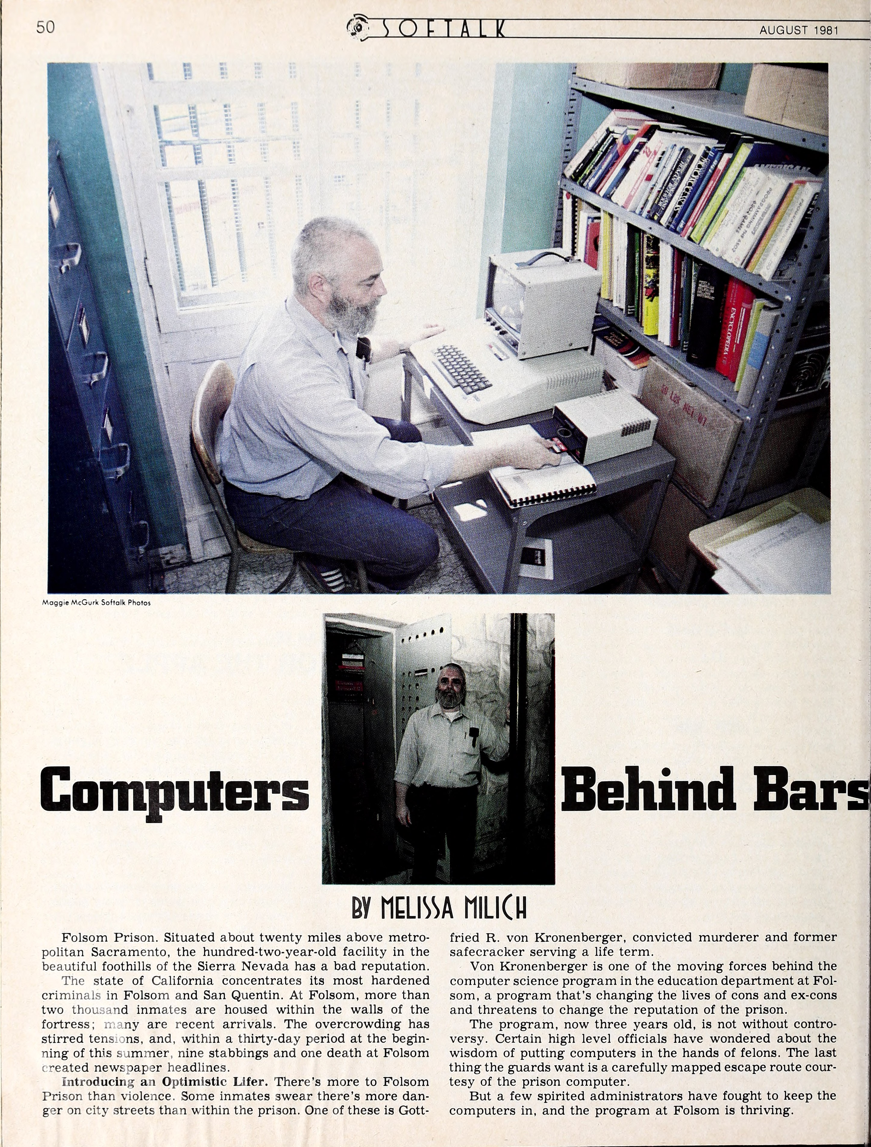 50
SOFTALK
AUGUST 1981
ENCYCLOPEDIA
Maggie McGurk Softalk Photos
Computers Behind Bars
BY MELISSA MILICH
Folsom Prison. Situated about twenty miles above metro-
politan Sacramento, the hundred-two-year-old facility in the
beautiful foothills of the Sierra Nevada has a bad reputation.
The state of California concentrates its most hardened
criminals in Folsom and San Quentin. At Folsom, more than
two thousand inmates are housed within the walls of the
fortress; many are recent arrivals. The overcrowding has
stirred tensions, and, within a thirty-day period at the begin-
ning of this summer, nine stabbings and one death at Folsom
created newspaper headlines.
Introducing an Optimistic Lifer. There's more to Folsom
Prison than violence. Some inmates swear there's more dan-
ger on city streets than within the prison. One of these is Gott-
fried R. von Kronenberger, convicted murderer and former
safecracker serving a life term.
Von Kronenberger is one of the moving forces behind the
computer science program in the education department at Fol-
som, a program that's changing the lives of cons and ex-cons
and threatens to change the reputation of the prison.
The program, now three years old, is not without contro-
versy. Certain high level officials have wondered about the
wisdom of putting computers in the hands of felons. The last
thing the guards want is a carefully mapped escape route cour-
tesy of the prison computer.
But a few spirited administrators have fought to keep the
computers in, and the program at Folsom is thriving.